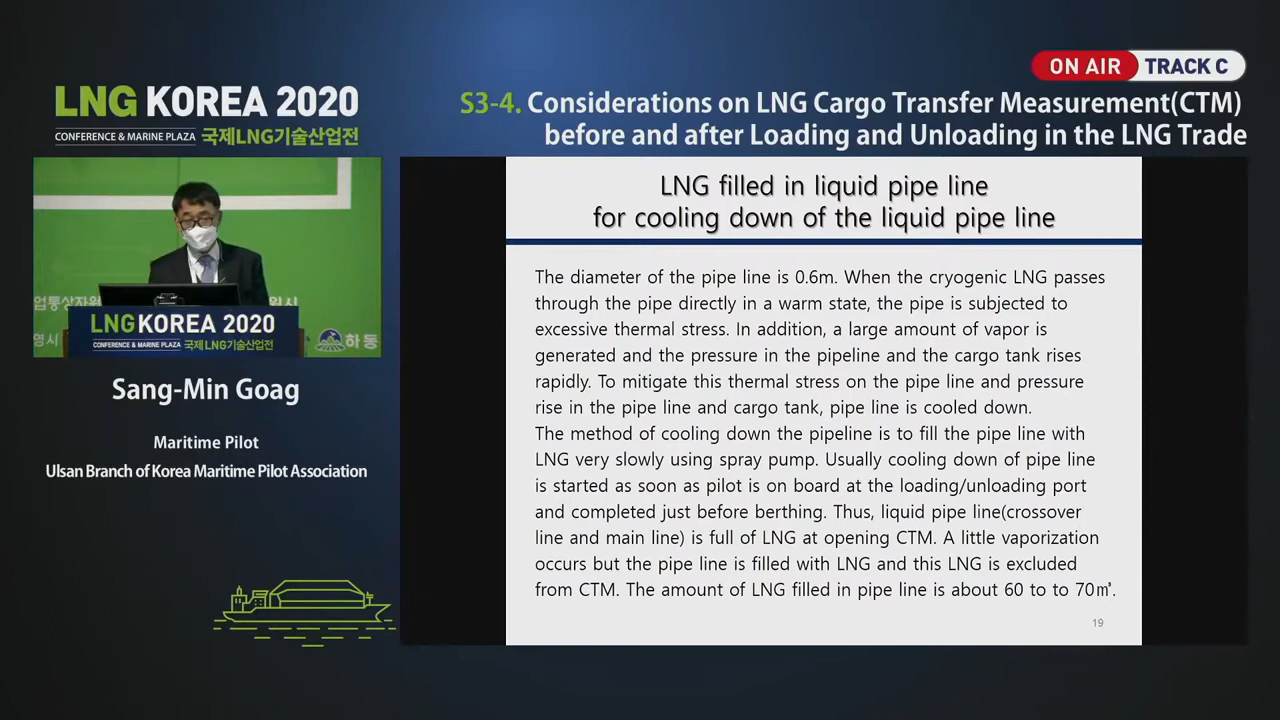 ON AIR TRACK C
LNG KOREA 2020
CONFERENCE & MARINE PLAZA 국제LNG기술산업전
S3-4. Considerations on LNG Cargo Transfer Measurement(CTM)
before and after Loading and Unloading in the LNG Trade
업통상자원
시
영시
하동
LNG KOREA 2020
CONFERENCE & MARINE PLAZA 국제LNG기술산업전
Sang-Min Goag
Maritime Pilot
Ulsan Branch of Korea Maritime Pilot Association
LNG filled in liquid pipe line
for cooling down of the liquid pipe line
The diameter of the pipe line is 0.6m. When the cryogenic LNG passes
through the pipe directly in a warm state, the pipe is subjected to
excessive thermal stress. In addition, a large amount of vapor is
generated and the pressure in the pipeline and the cargo tank rises
rapidly. To mitigate this thermal stress on the pipe line and pressure
rise in the pipe line and cargo tank, pipe line is cooled down.
The method of cooling down the pipeline is to fill the pipe line with
LNG very slowly using spray pump. Usually cooling down of pipe line
is started as soon as pilot is on board at the loading/unloading port
and completed just before berthing. Thus, liquid pipe line(crossover
line and main line) is full of LNG at opening CTM. A little vaporization
occurs but the pipe line is filled with LNG and this LNG is excluded
from CTM. The amount of LNG filled in pipe line is about 60 to to 70㎥.
19